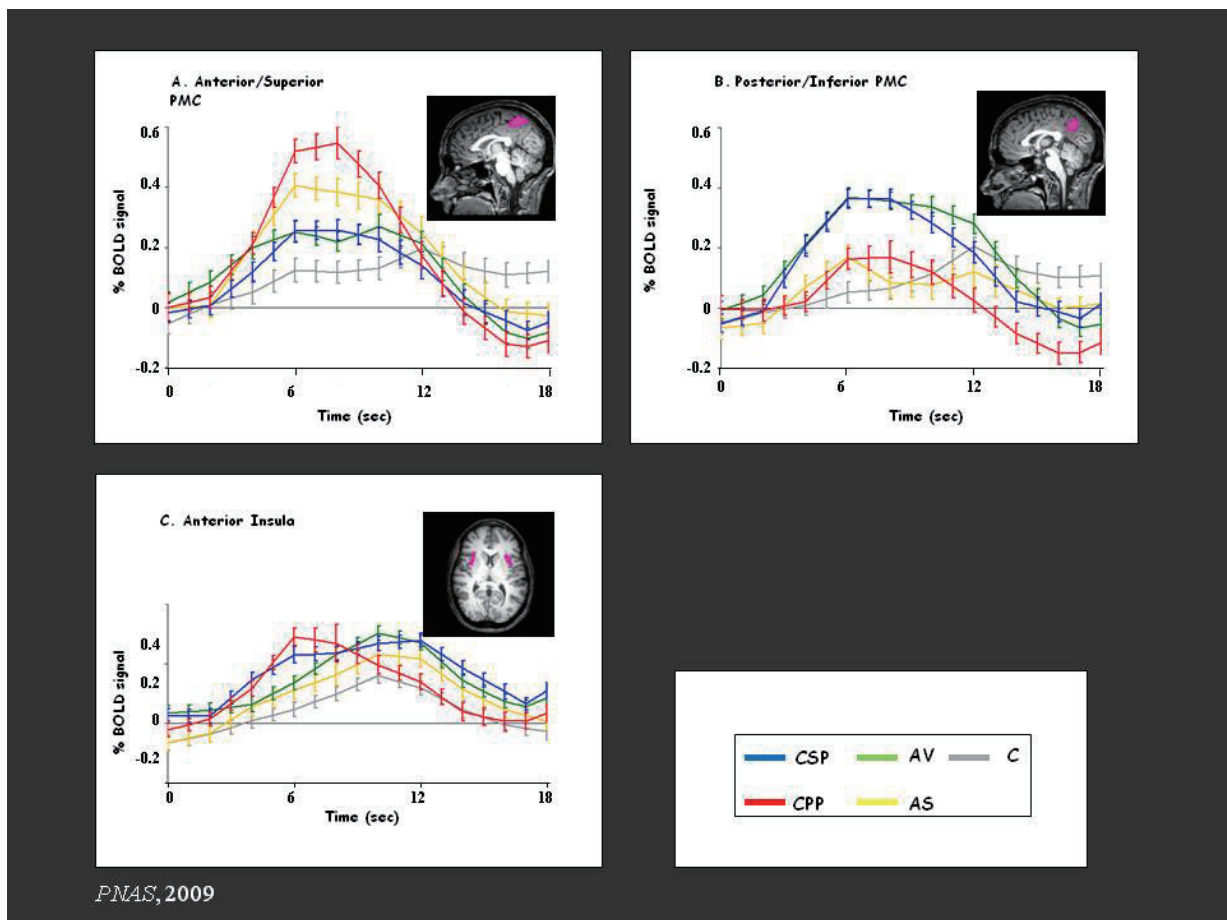 A. Anterior/Superior
PMC
% BOLD signal
0.6
0.4
0.2
0
-0.2
0 6 12 18
Time (sec)
B. Posterior/Inferior PMC
% BOLD signal
0.6
0.4
0.2
0
-0.2
0 6 12 18
Time (sec)
C. Anterior Insula
% BOLD signal
0.4
0.2
0
-0.2
0 6 12 18
Time (sec)
CSP AV C
CPP AS
PNAS, 2009